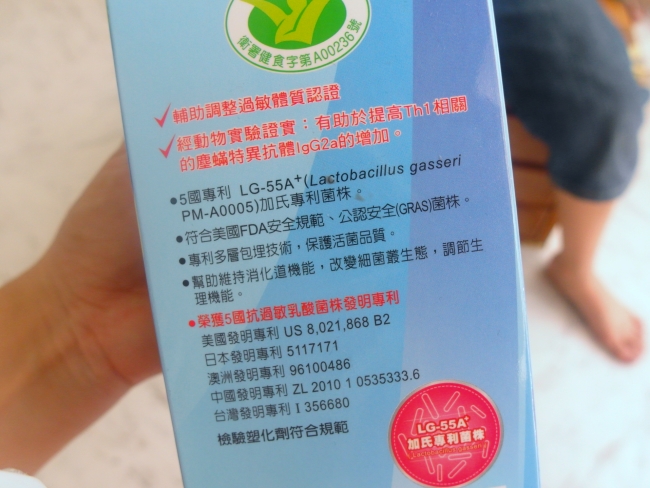 衛署健食字第A00236號
輔助調整過敏體質認證
經動物實驗證實：有助於提高Th1相關
的塵蟎特異抗體IgG2a的增加。
•5國專利 LG-55A+(Lactobacillus gasseri
PM-A0005)加氏專利菌株。
•符合美國FDA安全規範、公認安全(GRAS)菌株。
•專利多層包埋技術，保護活菌品質。
•幫助維持消化道機能，改變細菌叢生態，調節生
理機能。
•榮獲5國抗過敏乳酸菌株發明專利
美國發明專利 US 8,021,868 B2
日本發明專利 5117171
澳洲發明專利 96100486
中國發明專利 ZL 2010 1 0535333.6
台灣發明專利 I 356680
檢驗塑化劑符合規範
LG-55A+
加氏專利菌株